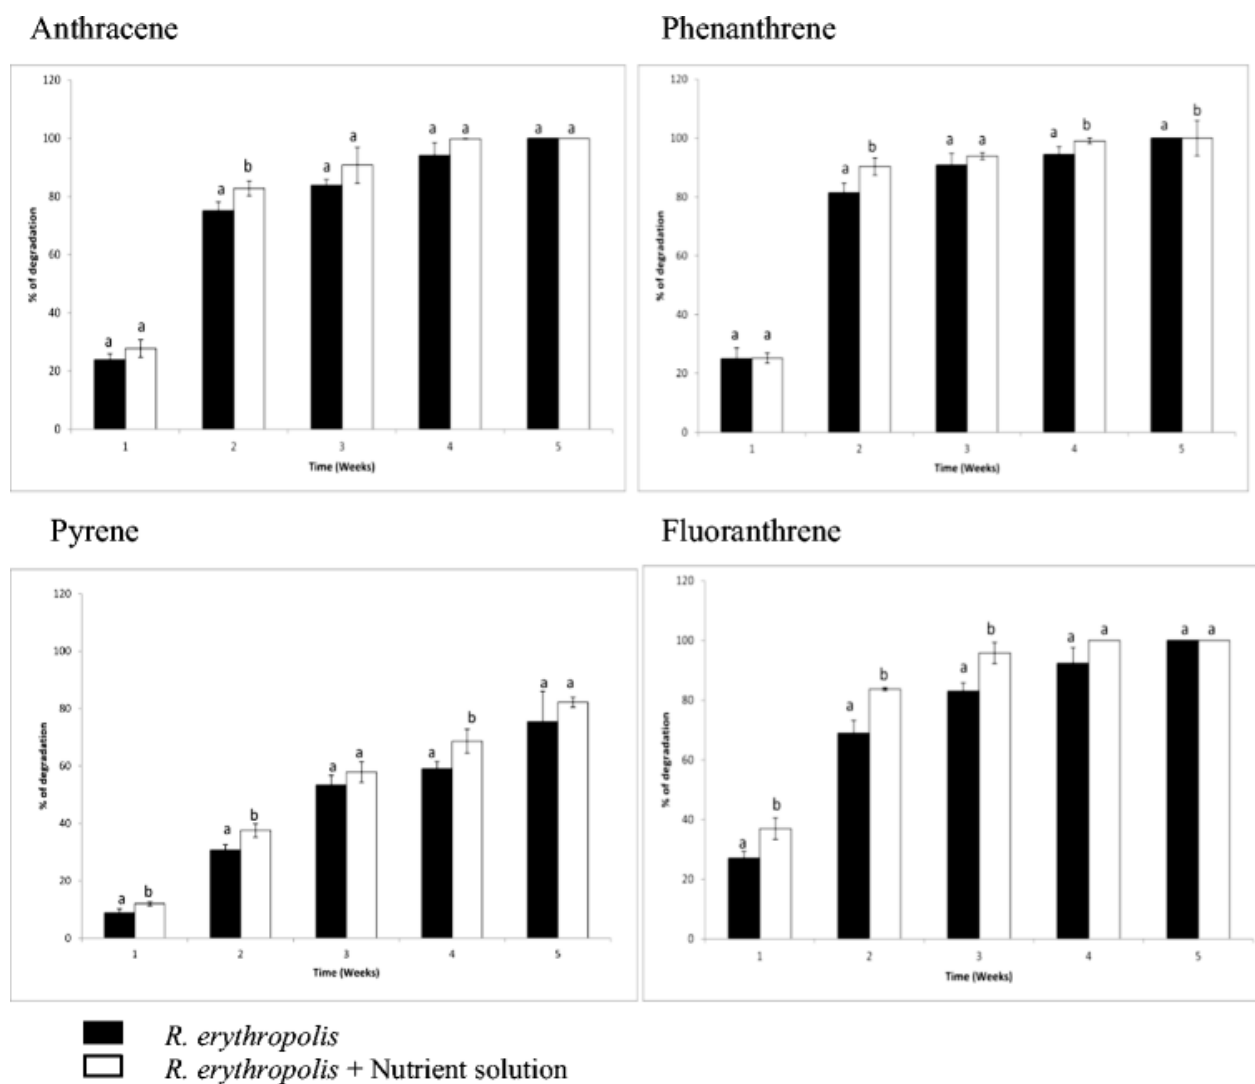 Anthracene
Phenanthrene
120
100
80
60
40
20
0
% of degradation
a a
a b
a a
a a
a a
1 2 3 4 5
Time (Weeks)
120
100
80
60
40
20
0
% of degradation
a a
a b
a a
a b
a b
1 2 3 4 5
Time (Weeks)
Pyrene
Fluoranthrene
120
100
80
60
40
20
0
% of degradation
a b
a b
a a
a b
a a
1 2 3 4 5
Time (Weeks)
120
100
80
60
40
20
0
% of degradation
a b
a b
a b
a a
a a
1 2 3 4 5
Time (Weeks)
R. erythropolis
R. erythropolis + Nutrient solution